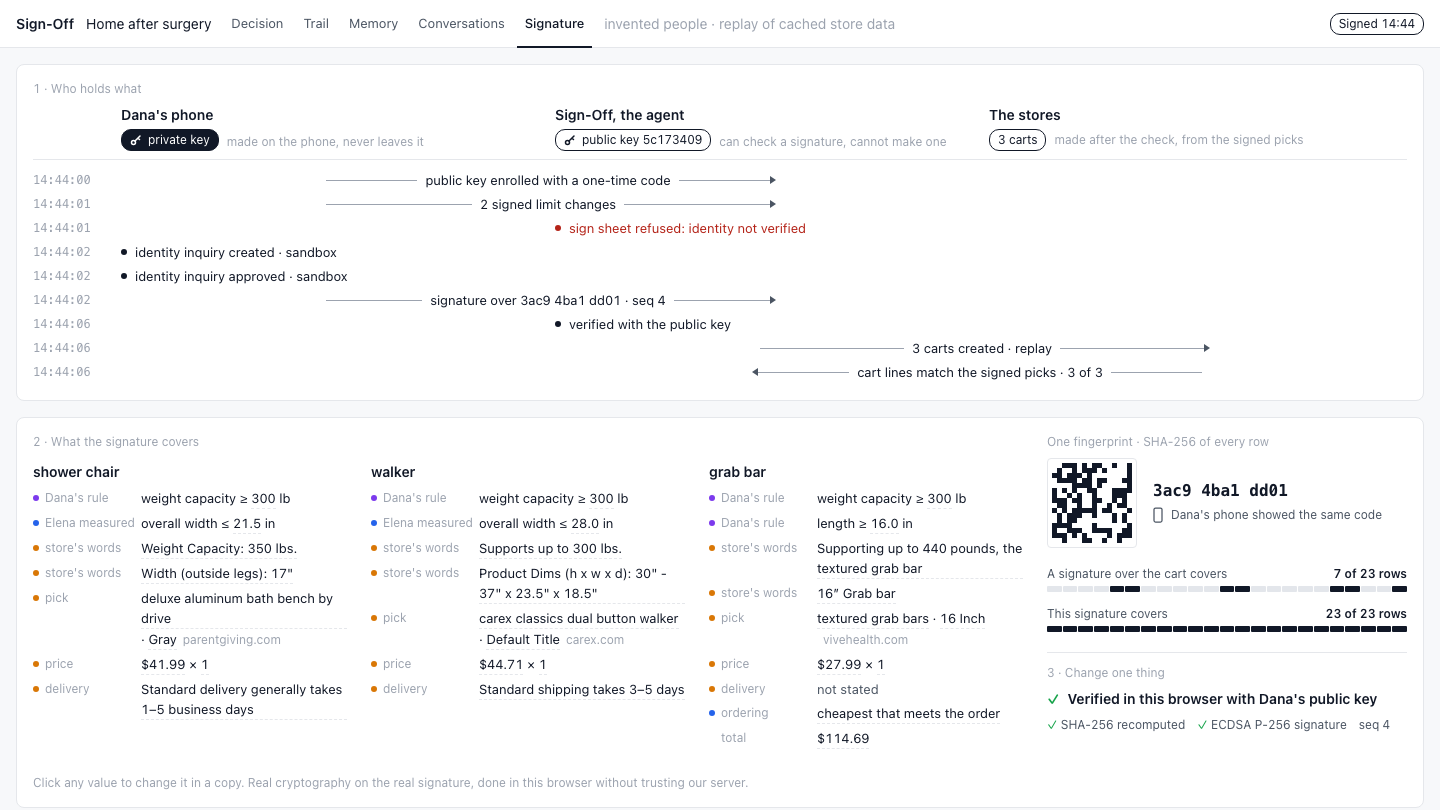 Sign-Off Home after surgery Decision Trail Memory Conversations Signature invented people · replay of cached store data Signed 14:44
1 · Who holds what
Dana's phone Sign-Off, the agent The stores
private key made on the phone, never leaves it public key 5c173409 can check a signature, cannot make one 3 carts made after the check, from the signed picks
14:44:00 public key enrolled with a one-time code
14:44:01 2 signed limit changes
14:44:01 sign sheet refused: identity not verified
14:44:02 identity inquiry created · sandbox
14:44:02 identity inquiry approved · sandbox
14:44:02 signature over 3ac9 4ba1 dd01 · seq 4
14:44:06 verified with the public key
14:44:06 3 carts created · replay
14:44:06 cart lines match the signed picks · 3 of 3
2 · What the signature covers
shower chair
Dana's rule weight capacity ≥ 300 lb
Elena measured overall width ≤ 21.5 in
store's words Weight Capacity: 350 lbs.
store's words Width (outside legs): 17"
pick deluxe aluminum bath bench by
drive
· Gray parentgiving.com
price $41.99 × 1
delivery Standard delivery generally takes
1–5 business days
walker
Dana's rule weight capacity ≥ 300 lb
Elena measured overall width ≤ 28.0 in
store's words Supports up to 300 lbs.
store's words Product Dims (h x w x d): 30" -
37" x 23.5" x 18.5"
pick carex classics dual button walker
· Default Title carex.com
price $44.71 × 1
delivery Standard shipping takes 3–5 days
grab bar
Dana's rule weight capacity ≥ 300 lb
Dana's rule length ≥ 16.0 in
store's words Supporting up to 440 pounds, the
textured grab bar
store's words 16″ Grab bar
pick textured grab bars · 16 Inch
vivehealth.com
price $27.99 × 1
delivery not stated
ordering cheapest that meets the order
total $114.69
One fingerprint · SHA-256 of every row
3ac9 4ba1 dd01
Dana's phone showed the same code
A signature over the cart covers 7 of 23 rows
This signature covers 23 of 23 rows
3 · Change one thing
Verified in this browser with Dana's public key
SHA-256 recomputed ECDSA P-256 signature seq 4
Click any value to change it in a copy. Real cryptography on the real signature, done in this browser without trusting our server.